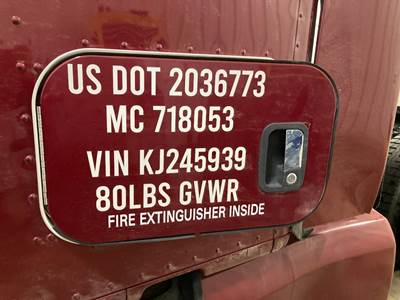 US DOT 2036773
MC 718053
VIN KJ245939
80LBS GVWR
FIRE EXTINGUISHER INSIDE